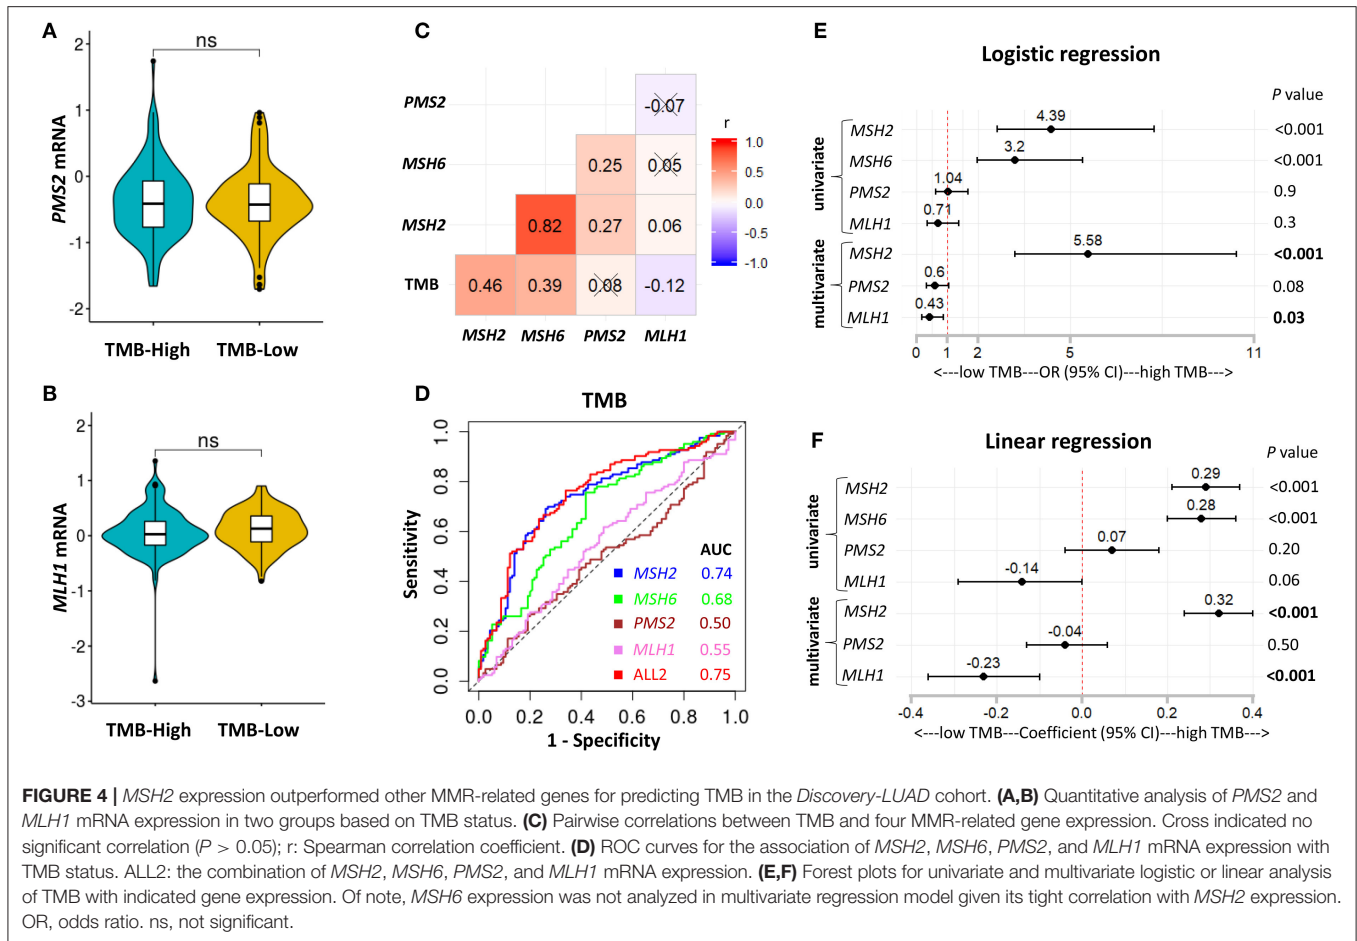 A
2
1
0
-1
-2
PMS2 mRNA
ns
TMB-High TMB-Low
B
2
1
0
-1
-2
-3
MLH1 mRNA
ns
TMB-High TMB-Low
C
PMS2 -0.07
MSH6 0.25 0.05
MSH2 0.82 0.27 0.06
TMB 0.46 0.39 0.08 -0.12
MSH2 MSH6 PMS2 MLH1
r
1.0
0.5
0.0
-0.5
-1.0
D
TMB
Sensitivity
1.0
0.8
0.6
0.4
0.2
0.0
AUC
MSH2 0.74
MSH6 0.68
PMS2 0.50
MLH1 0.55
ALL2 0.75
0.0 0.2 0.4 0.6 0.8 1.0
1 - Specificity
E
Logistic regression
P value
univariate
MSH2 4.39 <0.001
MSH6 3.2 <0.001
PMS2 1.04 0.9
MLH1 0.71 0.3
multivariate
MSH2 5.58 <0.001
PMS2 0.6 0.08
MLH1 0.43 0.03
0 1 2 5 11
<---low TMB---OR (95% CI)---high TMB--->
F
Linear regression
P value
univariate
MSH2 0.29 <0.001
MSH6 0.28 <0.001
PMS2 0.07 0.20
MLH1 -0.14 0.06
multivariate
MSH2 0.32 <0.001
PMS2 -0.04 0.50
MLH1 -0.23 <0.001
-0.4 -0.2 0.0 0.2 0.4
<---low TMB---Coefficient (95% CI)---high TMB--->
FIGURE 4 | MSH2 expression outperformed other MMR-related genes for predicting TMB in the Discovery-LUAD cohort. (A,B) Quantitative analysis of PMS2 and
MLH1 mRNA expression in two groups based on TMB status. (C) Pairwise correlations between TMB and four MMR-related gene expression. Cross indicated no
significant correlation (P > 0.05); r: Spearman correlation coefficient. (D) ROC curves for the association of MSH2, MSH6, PMS2, and MLH1 mRNA expression with
TMB status. ALL2: the combination of MSH2, MSH6, PMS2, and MLH1 mRNA expression. (E,F) Forest plots for univariate and multivariate logistic or linear analysis
of TMB with indicated gene expression. Of note, MSH6 expression was not analyzed in multivariate regression model given its tight correlation with MSH2 expression.
OR, odds ratio. ns, not significant.